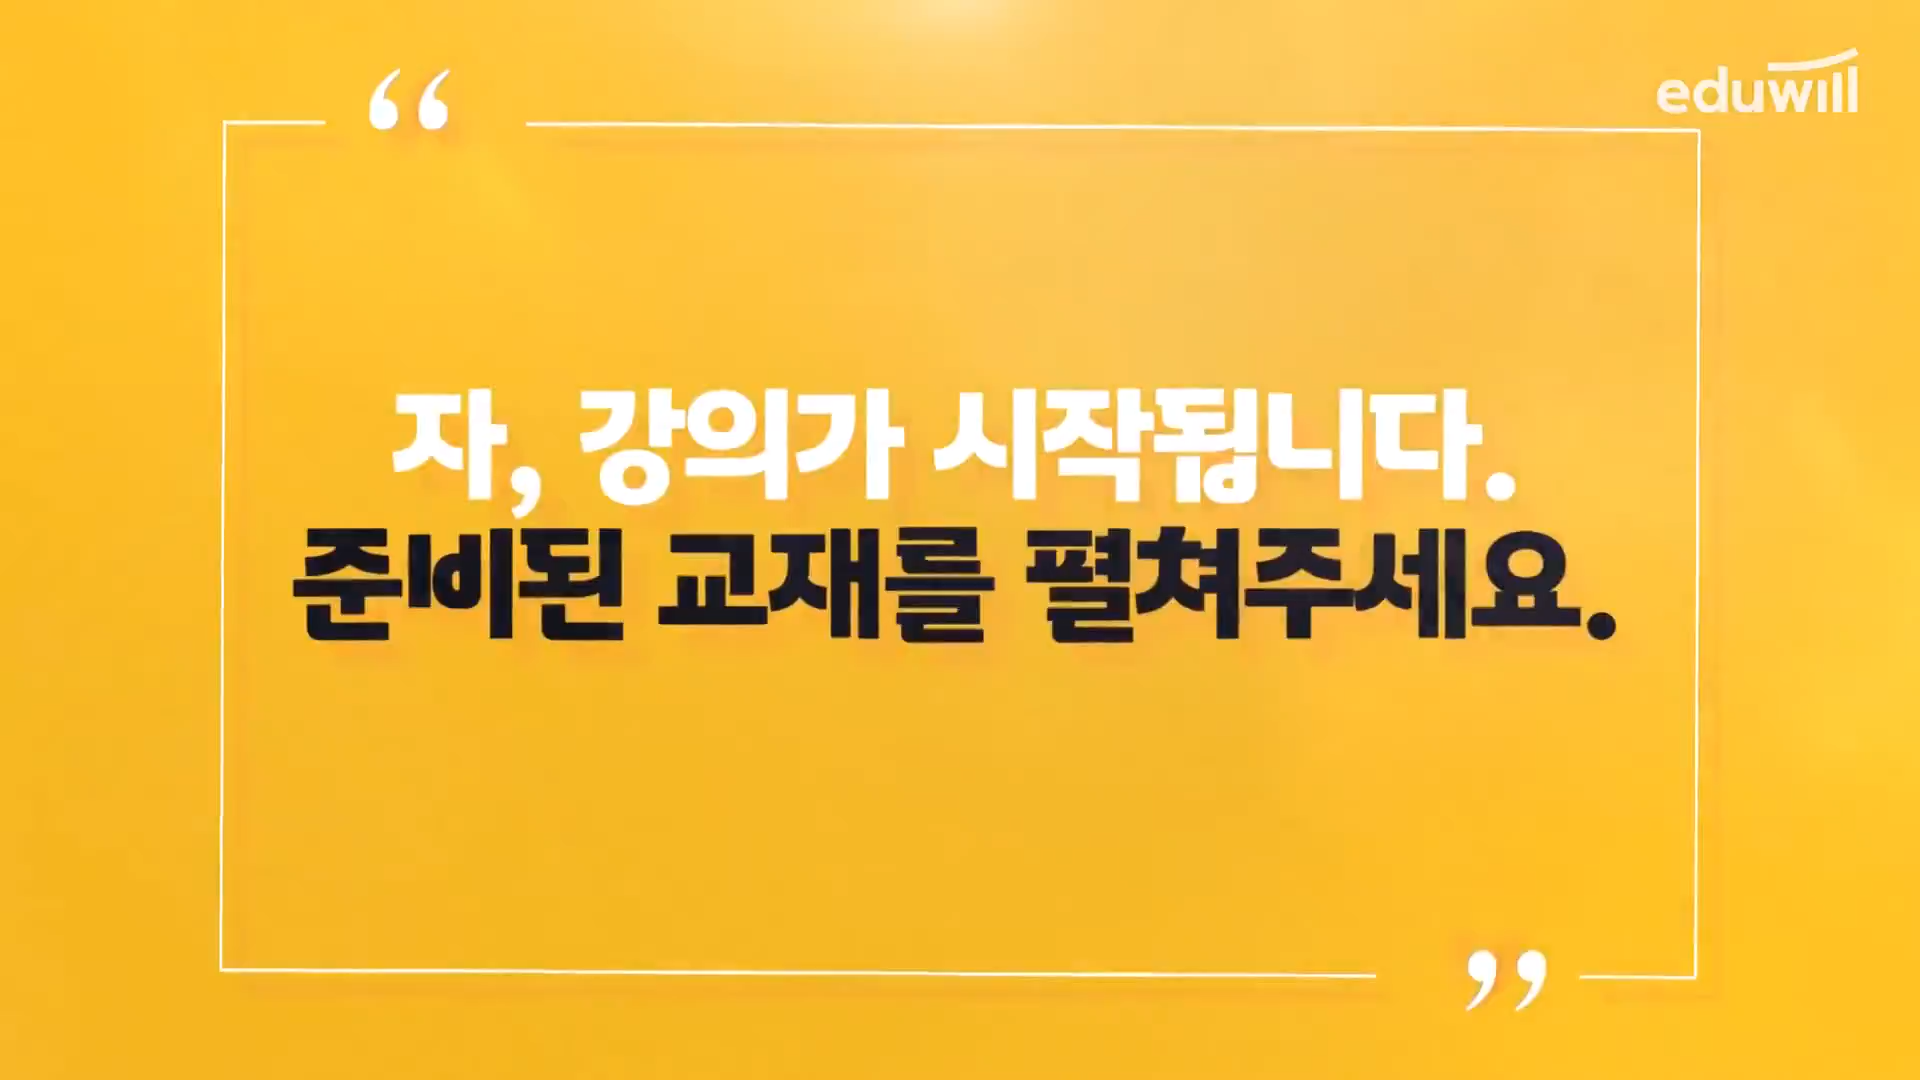 eduwill
“
자, 강의가 시작됩니다.
준비된 교재를 펼쳐주세요.
”